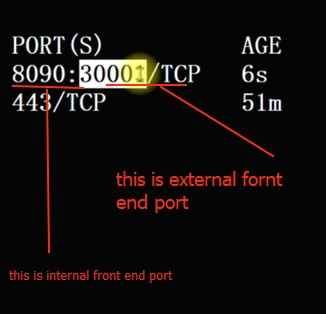 PORT(S) AGE
8090:30001/TCP 6s
443/TCP 51m
this is external fornt
end port
this is internal front end port